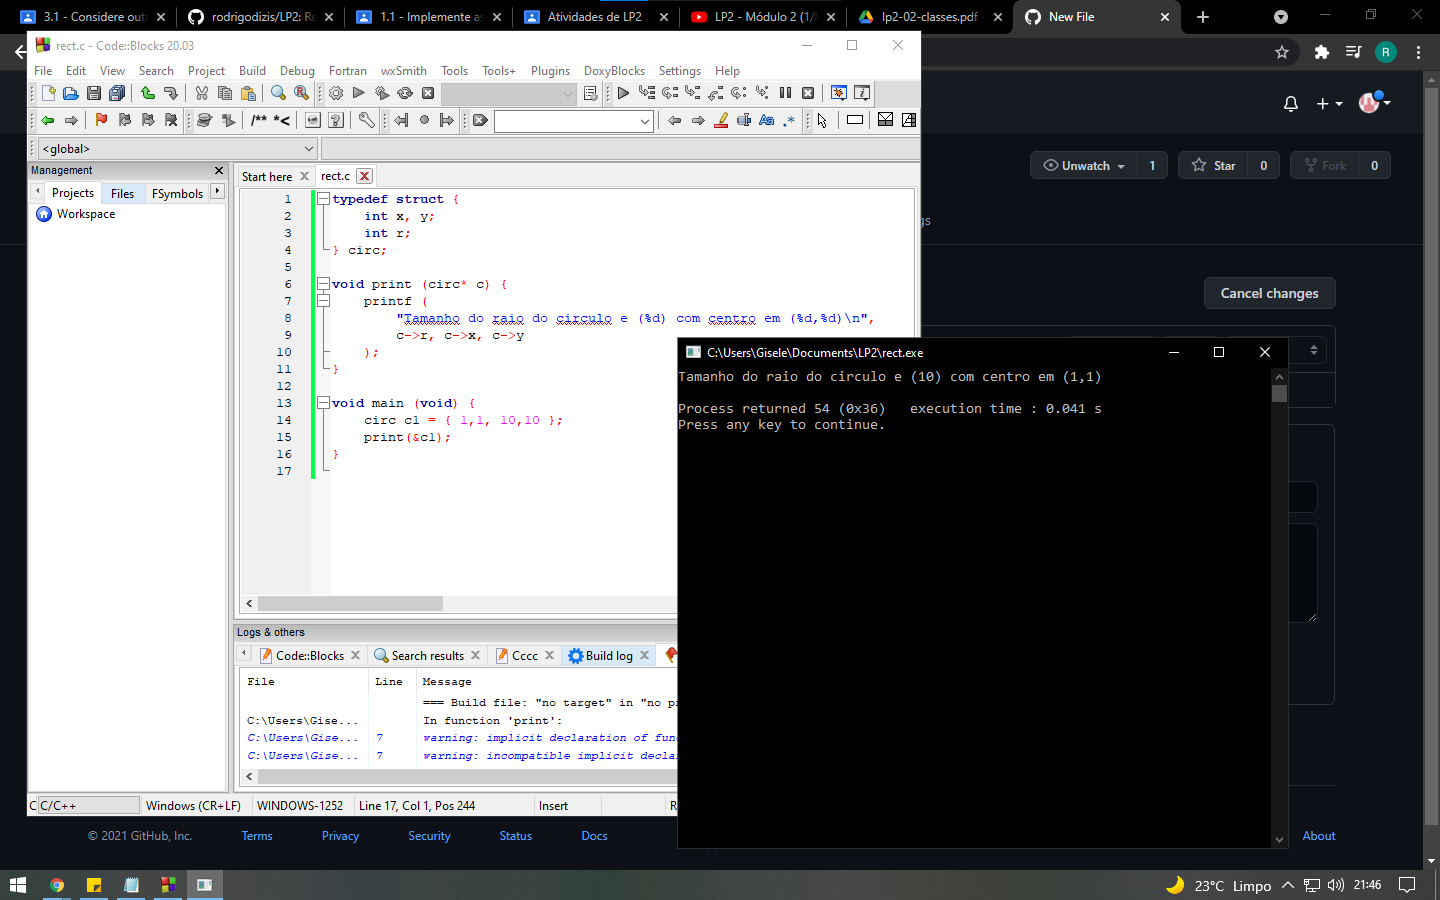 3.1 - Considere out
rodrigodizis/LP2: Re
1.1 - Implemente as
Atividades de LP2
LP2 - Módulo 2 (1/
lp2-02-classes.pdf -
New File
R
rect.c - Code::Blocks 20.03
File Edit View Search Project Build Debug Fortran wxSmith Tools Tools+ Plugins DoxyBlocks Settings Help
/** *<
Aa .*
<global>
Unwatch 1 Star 0 Fork 0
gs
Cancel changes
Management
Projects Files FSymbols
Workspace
Start here rect.c
1 typedef struct {
2 int x, y;
3 int r;
4 } circ;
5
6 void print (circ* c) {
7 printf (
8 "Tamanho do raio do circulo e (%d) com centro em (%d,%d)\n",
9 c->r, c->x, c->y
10 );
11 }
12
13 void main (void) {
14 circ c1 = { 1,1, 10,10 };
15 print(&c1);
16 }
17
C:\Users\Gisele\Documents\LP2\rect.exe
Tamanho do raio do circulo e (10) com centro em (1,1)
Process returned 54 (0x36) execution time : 0.041 s
Press any key to continue.
Logs & others
Code::Blocks Search results Cccc Build log
File Line Message
=== Build file: "no target" in "no p
C:\Users\Gise... In function 'print':
C:\Users\Gise... 7 warning: implicit declaration of fun
C:\Users\Gise... 7 warning: incompatible implicit decla
C C/C++ Windows (CR+LF) WINDOWS-1252 Line 17, Col 1, Pos 244 Insert R
© 2021 GitHub, Inc. Terms Privacy Security Status Docs About
23°C Limpo 21:46